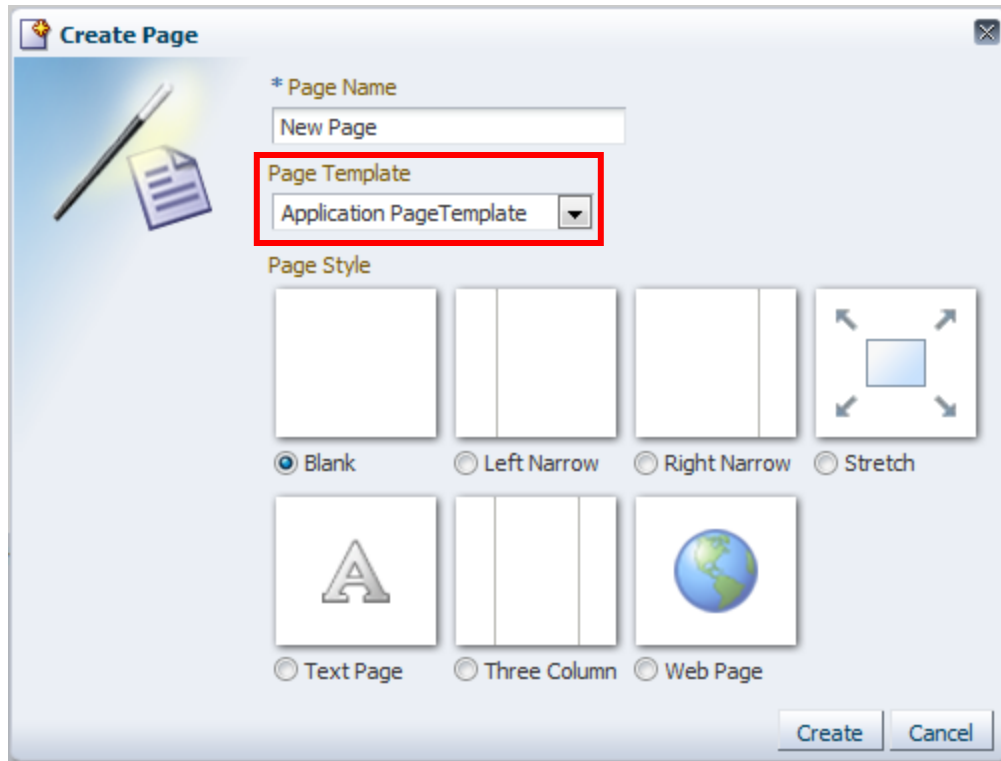 Create Page
* Page Name
New Page
Page Template
Application PageTemplate
Page Style
Blank Left Narrow Right Narrow Stretch
A
Text Page Three Column Web Page
Create Cancel